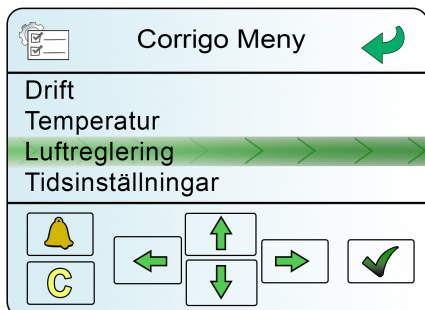 Corrigo Meny
Drift
Temperatur
Luftreglering
Tidsinställningar
C